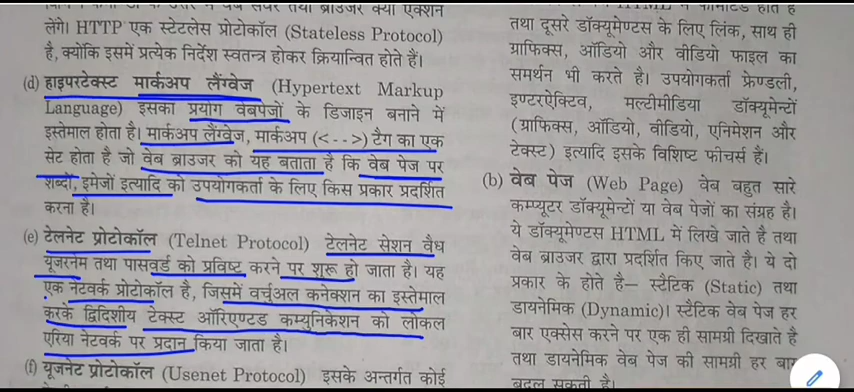 लेंगे। HTTP एक स्टेटलेस प्रोटोकॉल (Stateless Protocol)
है, क्योंकि इसमें प्रत्येक निर्देश स्वतन्त्र होकर क्रियान्वित होते हैं।
(d) हाइपरटेक्स्ट मार्कअप लैंग्वेज (Hypertext Markup
Language) इसका प्रयोग वेबपेजों के डिजाइन बनाने में
इस्तेमाल होता है। मार्कअप लैंग्वेज, मार्कअप (<-->) टैग का एक
सेट होता है जो वेब ब्राउजर को यह बताता है कि वेब पेज पर
शब्दों, इमेजों इत्यादि को उपयोगकर्ता के लिए किस प्रकार प्रदर्शित
करना है।
(e) टेलनेट प्रोटोकॉल (Telnet Protocol) टेलनेट सेशन वैध
यूजरनेम तथा पासवर्ड को प्रविष्ट करने पर शुरू हो जाता है। यह
एक नेटवर्क प्रोटोकॉल है, जिसमें वर्चुअल कनेक्शन का इस्तेमाल
करके द्विदिशीय टेक्स्ट ऑरिएण्टड कम्युनिकेशन को लोकल
एरिया नेटवर्क पर प्रदान किया जाता है।
(f) यूजनेट प्रोटोकॉल (Usenet Protocol) इसके अन्तर्गत कोई
तथा दूसरे डॉक्यूमेण्टस के लिए लिंक, साथ ही
ग्राफिक्स, ऑडियो और वीडियो फाइल का
समर्थन भी करते है। उपयोगकर्ता फ्रेण्डली,
इण्टरऐक्टिव, मल्टीमीडिया डॉक्यूमेन्टों
(ग्राफिक्स, ऑडियो, वीडियो, एनिमेशन और
टेक्स्ट) इत्यादि इसके विशिष्ट फीचर्स हैं।
(b) वेब पेज (Web Page) वेब बहुत सारे
कम्प्यूटर डॉक्यूमेन्टों या वेब पेजों का संग्रह है।
ये डॉक्यूमेण्टस HTML में लिखे जाते है तथा
वेब ब्राउजर द्वारा प्रदर्शित किए जाते है। ये दो
प्रकार के होते है— स्टैटिक (Static) तथा
डायनेमिक (Dynamic)। स्टैटिक वेब पेज हर
बार एक्सेस करने पर एक ही सामग्री दिखाते है
तथा डायनेमिक वेब पेज की सामग्री हर बार
बदल सकती है।